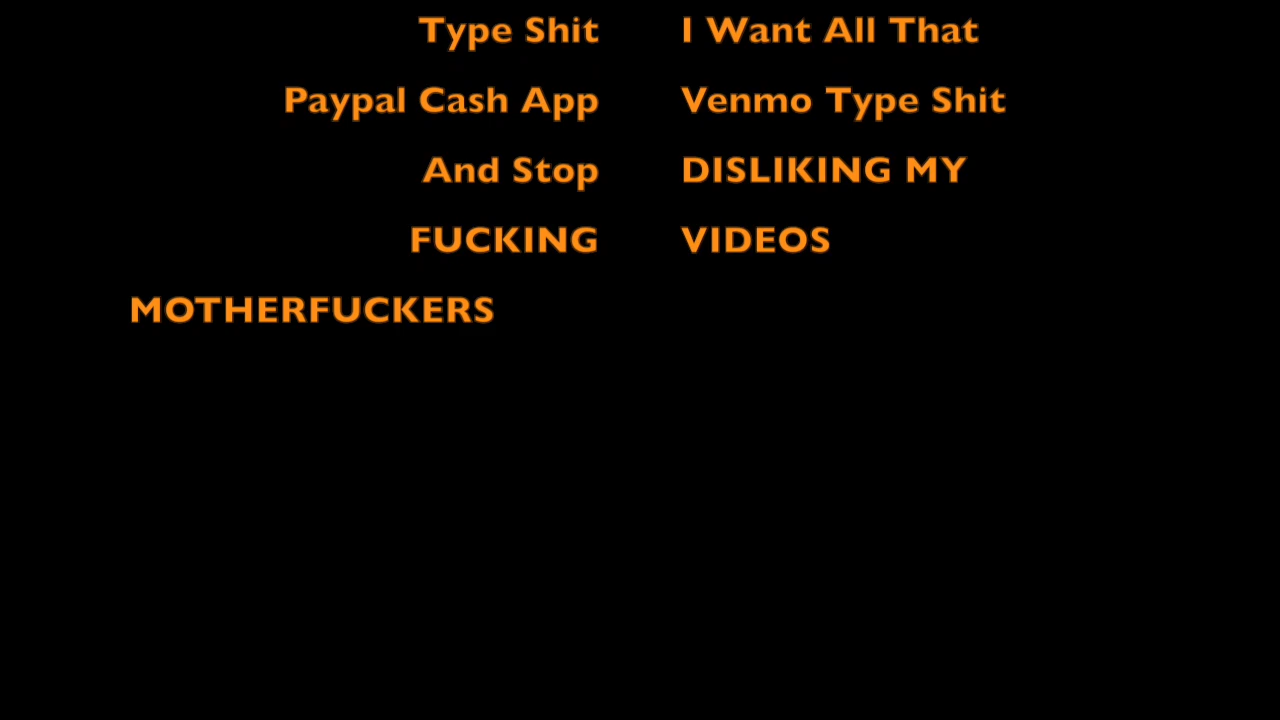 Type Shit I Want All That
Paypal Cash App Venmo Type Shit
And Stop DISLIKING MY
FUCKING VIDEOS
MOTHERFUCKERS